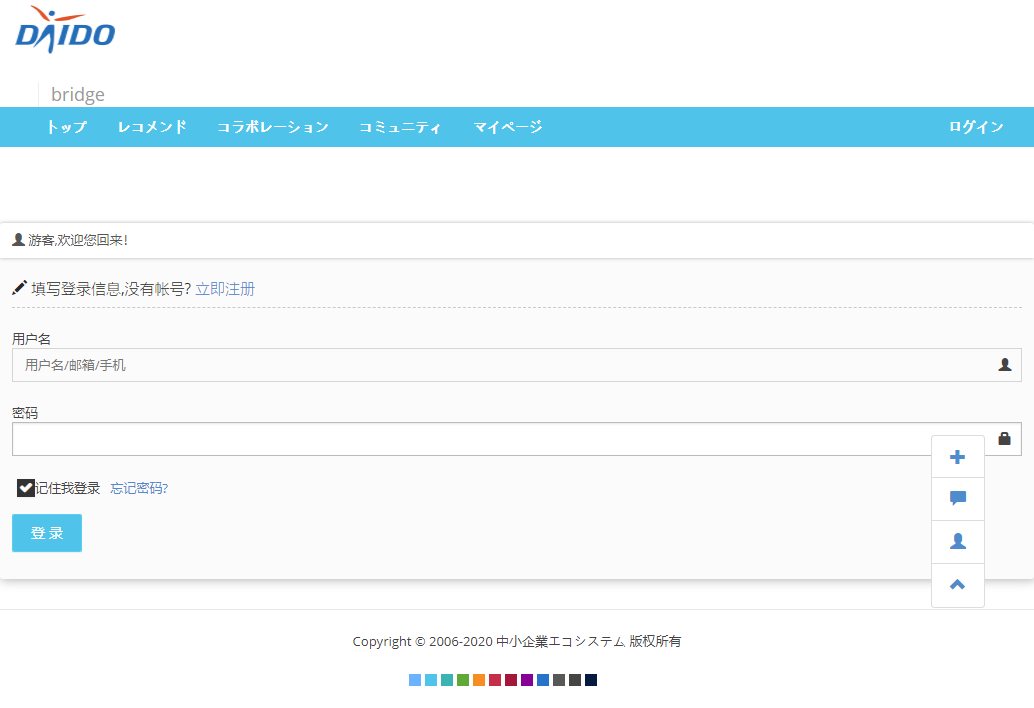 DAIDO
bridge
トップ レコメンド コラボレーション コミュニティ マイページ ログイン
游客,欢迎您回来!
填写登录信息,没有帐号? 立即注册
用户名
用户名/邮箱/手机
密码
记住我登录 忘记密码?
登 录
Copyright © 2006-2020 中小企業エコシステム 版权所有